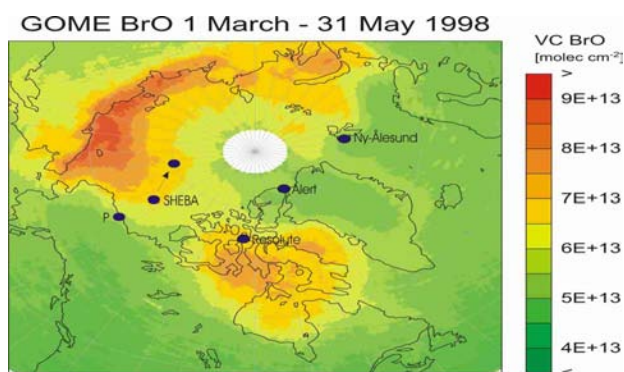 GOME BrO 1 March - 31 May 1998
VC BrO
[molec cm-2]
>
9E+13
8E+13
7E+13
6E+13
5E+13
4E+13
<
Ny-Ålesund
Alert
SHEBA
P
Resolute